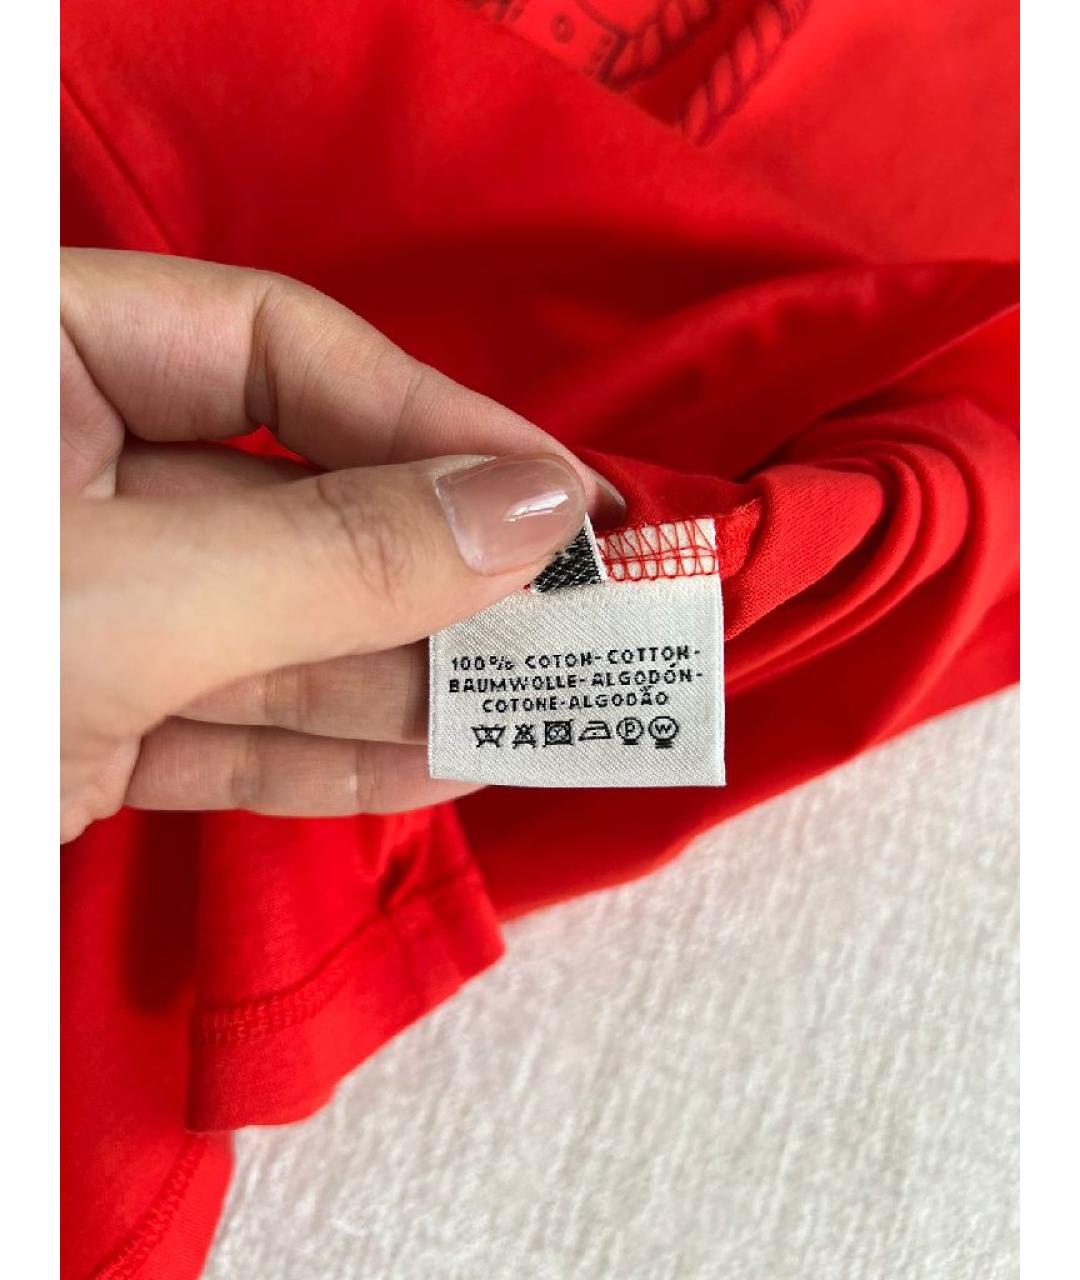 100% COTON-COTTON-
BAUMWOLLE-ALGODÓN-
COTONE-ALGODÃO
P W